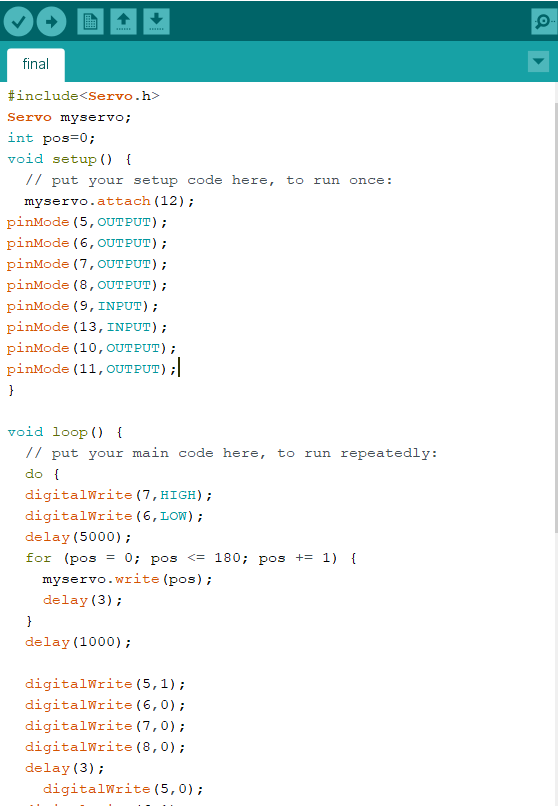 final
#include<Servo.h>
Servo myservo;
int pos=0;
void setup() {
  // put your setup code here, to run once:
  myservo.attach(12);
pinMode(5,OUTPUT);
pinMode(6,OUTPUT);
pinMode(7,OUTPUT);
pinMode(8,OUTPUT);
pinMode(9,INPUT);
pinMode(13,INPUT);
pinMode(10,OUTPUT);
pinMode(11,OUTPUT);
}
void loop() {
  // put your main code here, to run repeatedly:
  do {
  digitalWrite(7,HIGH);
  digitalWrite(6,LOW);
  delay(5000);
  for (pos = 0; pos <= 180; pos += 1) {
    myservo.write(pos);
    delay(3);
  }
  delay(1000);
  digitalWrite(5,1);
  digitalWrite(6,0);
  digitalWrite(7,0);
  digitalWrite(8,0);
  delay(3);
    digitalWrite(5,0);